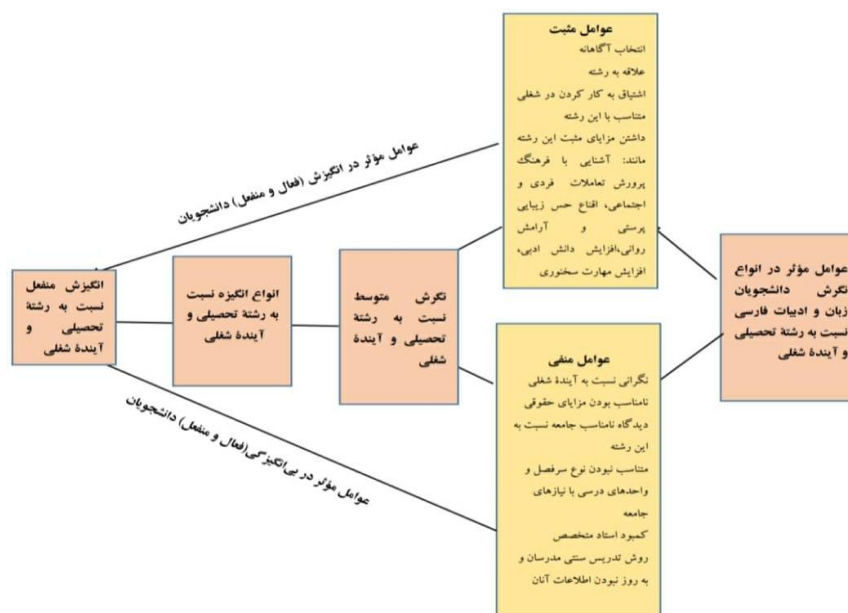 عوامل مثبت
انتخاب آگاهانه
علاقه به رشته
اشتیاق به کار کردن در شغلی
متناسب با این رشته
داشتن مزایای مثبت این رشته
مانند: آشنایی با فرهنگ
پرورش تعاملات فردی و
اجتماعی، اقناع حس زیبایی
پرستی و آرامش
روانی،افزایش دانش ادبی،
افزایش مهارت سخنوری
عوامل مؤثر در انگیزش (فعال و منفعل) دانشجویان
عوامل مؤثر در انواع
نگرش دانشجویان
زبان و ادبیات فارسی
نسبت به رشتهٔ تحصیلی
و آیندهٔ شغلی
نگرش متوسط
نسبت به رشتهٔ
تحصیلی و آیندهٔ
شغلی
انواع انگیزه نسبت
به رشتهٔ تحصیلی و
آیندهٔ شغلی
انگیزش منفعل
نسبت به رشتهٔ
تحصیلی و
آیندهٔ شغلی
عوامل منفی
نگرانی نسبت به آیندهٔ شغلی
نامناسب بودن مزایای حقوقی
دیدگاه نامناسب جامعه نسبت به
این رشته
متناسب نبودن نوع سرفصل و
واحدهای درسی با نیازهای
جامعه
کمبود استاد متخصص
روش تدریس سنتی مدرسان و
به روز نبودن اطلاعات آنان
عوامل مؤثر در بی‌انگیزگی(فعال و منفعل) دانشجویان